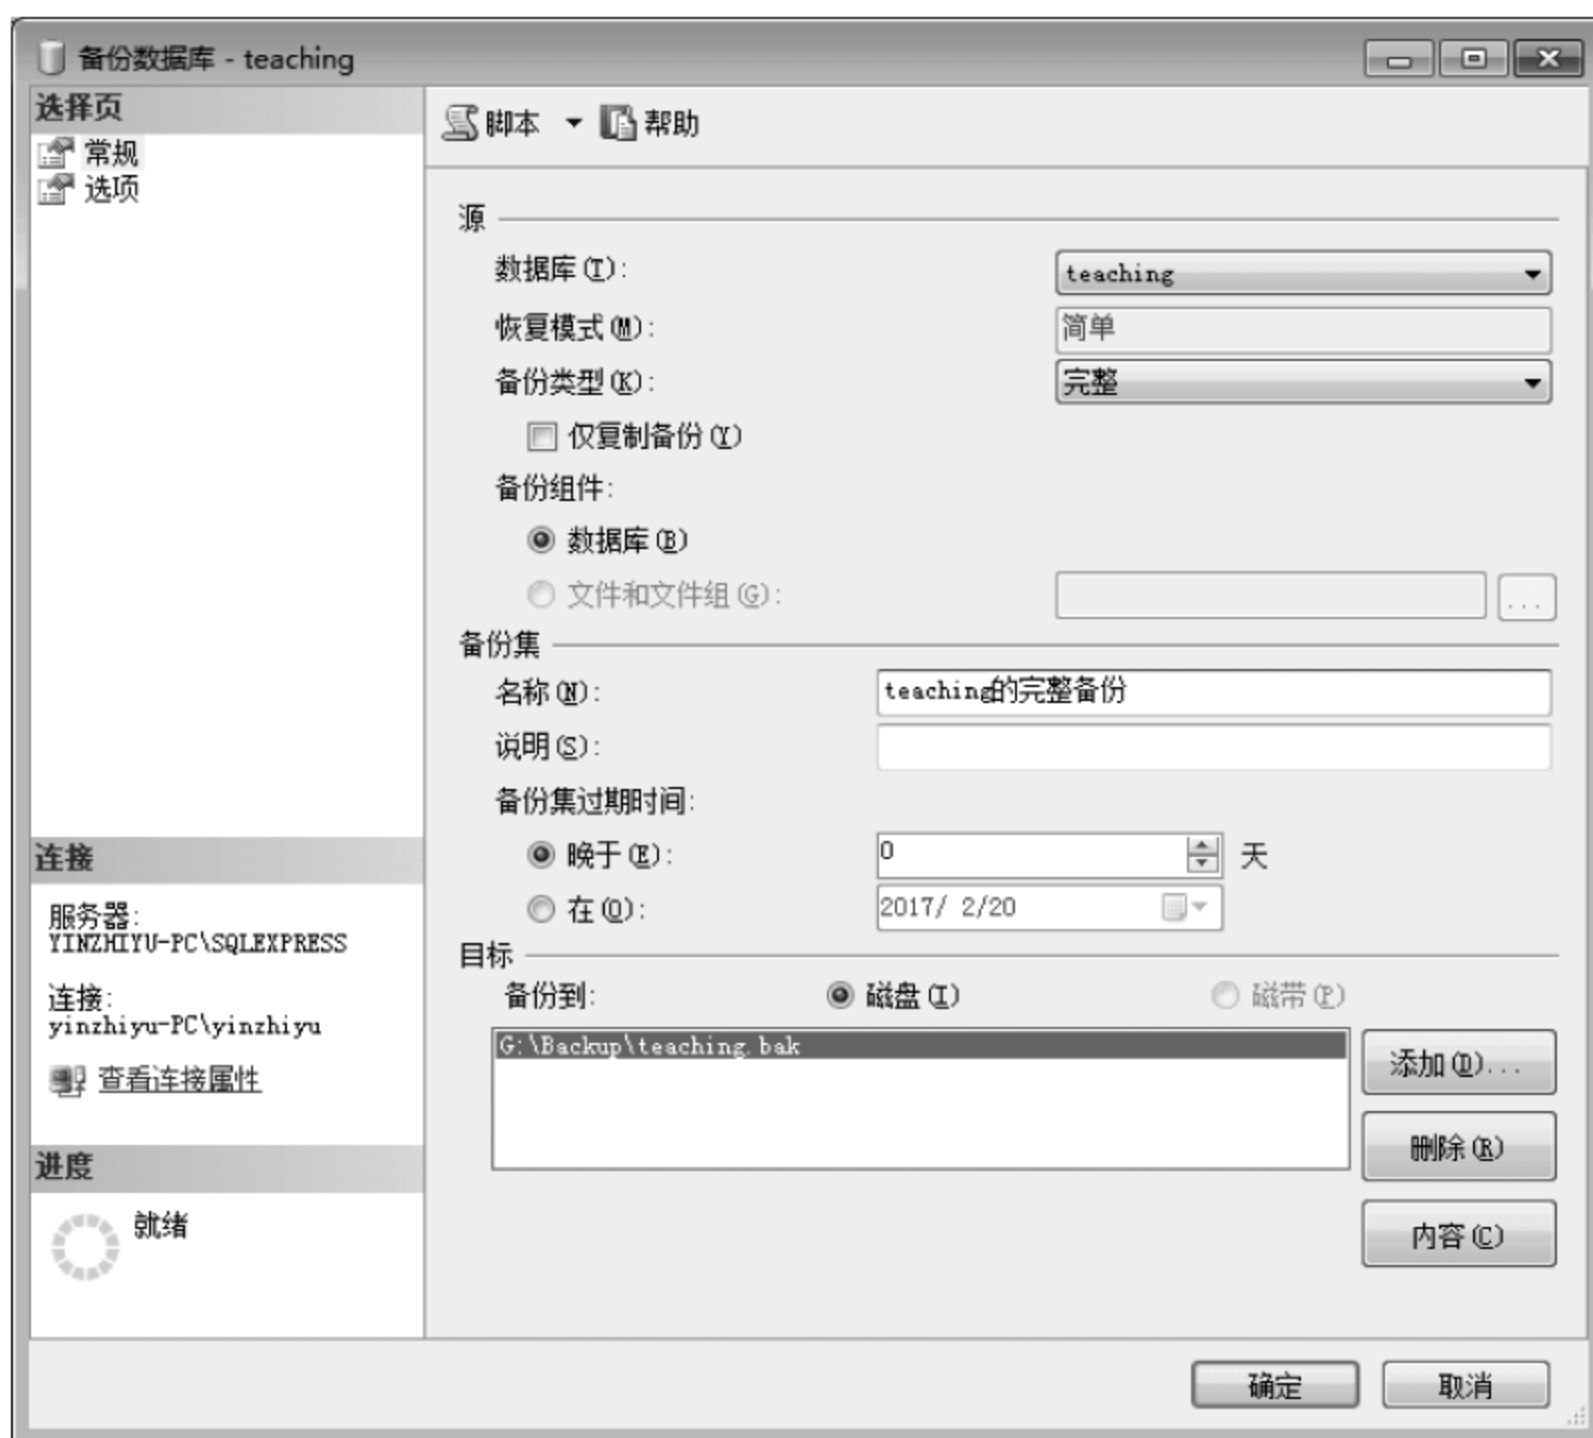 备份数据库 - teaching
选择页
常规
选项
脚本 帮助
源
数据库(T): teaching
恢复模式(M): 简单
备份类型(K): 完整
仅复制备份(Y)
备份组件:
数据库(B)
文件和文件组(G): ...
备份集
名称(N): teaching的完整备份
说明(S):
备份集过期时间:
晚于(E): 0 天
在(O): 2017/ 2/20
目标
备份到: 磁盘(I) 磁带(P)
G:\Backup\teaching.bak
添加(D)...
删除(R)
内容(C)
连接
服务器:
YINZHIYU-PC\SQLEXPRESS
连接:
yinzhiyu-PC\yinzhiyu
查看连接属性
进度
就绪
确定 取消